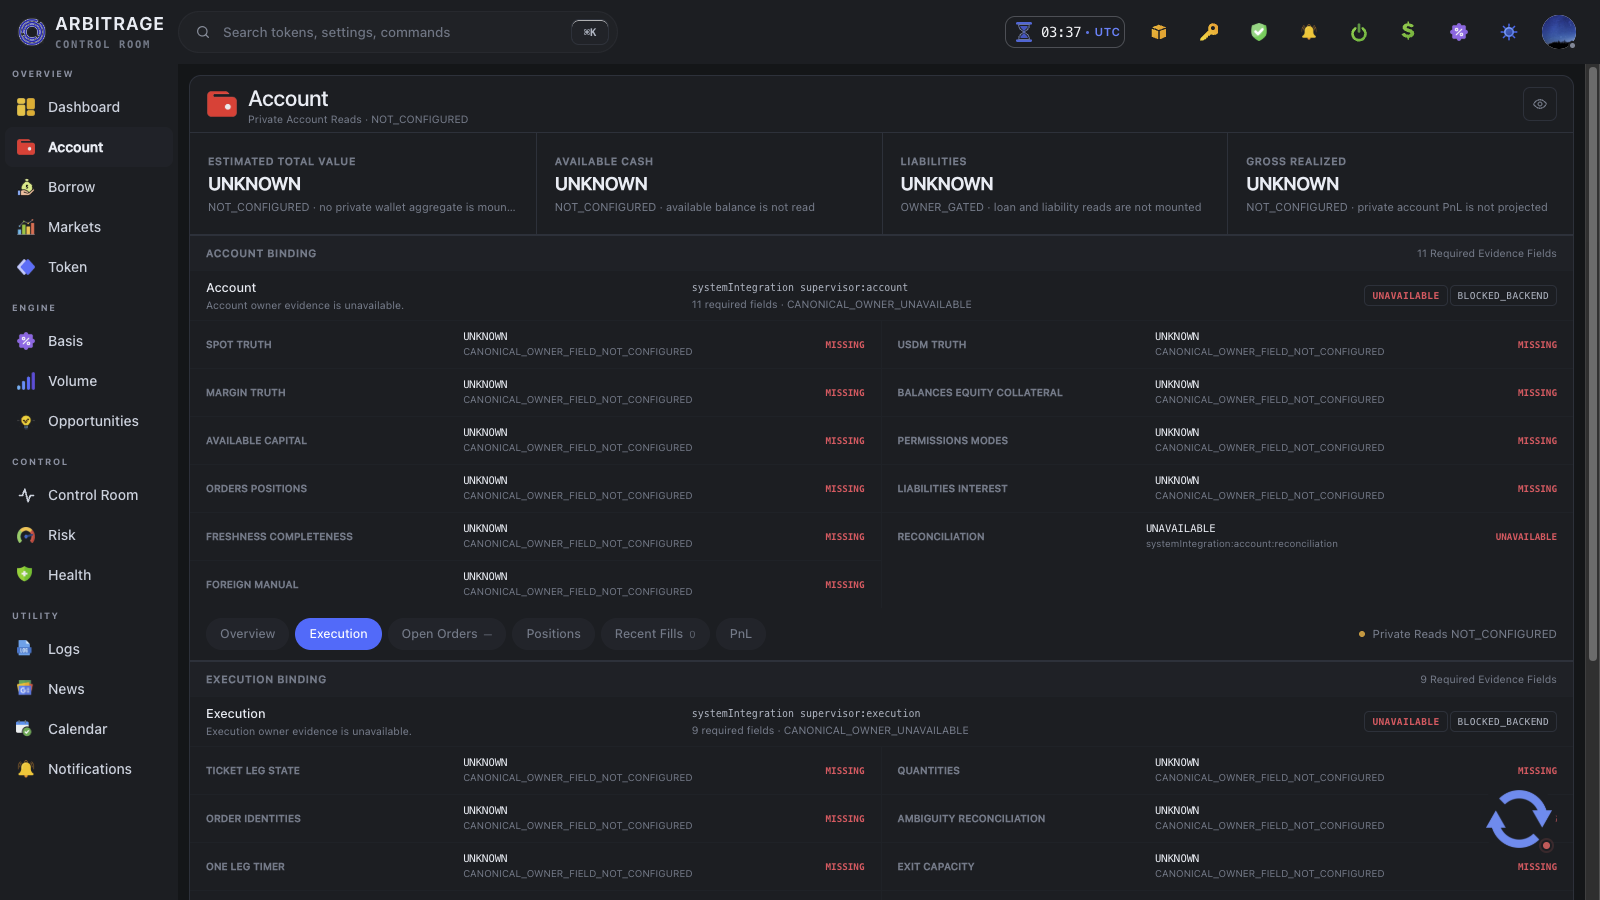 ARBITRAGE
CONTROL ROOM
Search tokens, settings, commands
⌘K
03:37 • UTC
OVERVIEW
Dashboard
Account
Borrow
Markets
Token
ENGINE
Basis
Volume
Opportunities
CONTROL
Control Room
Risk
Health
UTILITY
Logs
News
Calendar
Notifications
Account
Private Account Reads · NOT_CONFIGURED
ESTIMATED TOTAL VALUE
UNKNOWN
NOT_CONFIGURED · no private wallet aggregate is moun...
AVAILABLE CASH
UNKNOWN
NOT_CONFIGURED · available balance is not read
LIABILITIES
UNKNOWN
OWNER_GATED · loan and liability reads are not mounted
GROSS REALIZED
UNKNOWN
NOT_CONFIGURED · private account PnL is not projected
ACCOUNT BINDING
11 Required Evidence Fields
Account
Account owner evidence is unavailable.
systemIntegration supervisor:account
11 required fields · CANONICAL_OWNER_UNAVAILABLE
UNAVAILABLE
BLOCKED_BACKEND
SPOT TRUTH
UNKNOWN
CANONICAL_OWNER_FIELD_NOT_CONFIGURED
MISSING
USDM TRUTH
UNKNOWN
CANONICAL_OWNER_FIELD_NOT_CONFIGURED
MISSING
MARGIN TRUTH
UNKNOWN
CANONICAL_OWNER_FIELD_NOT_CONFIGURED
MISSING
BALANCES EQUITY COLLATERAL
UNKNOWN
CANONICAL_OWNER_FIELD_NOT_CONFIGURED
MISSING
AVAILABLE CAPITAL
UNKNOWN
CANONICAL_OWNER_FIELD_NOT_CONFIGURED
MISSING
PERMISSIONS MODES
UNKNOWN
CANONICAL_OWNER_FIELD_NOT_CONFIGURED
MISSING
ORDERS POSITIONS
UNKNOWN
CANONICAL_OWNER_FIELD_NOT_CONFIGURED
MISSING
LIABILITIES INTEREST
UNKNOWN
CANONICAL_OWNER_FIELD_NOT_CONFIGURED
MISSING
FRESHNESS COMPLETENESS
UNKNOWN
CANONICAL_OWNER_FIELD_NOT_CONFIGURED
MISSING
RECONCILIATION
UNAVAILABLE
systemIntegration:account:reconciliation
UNAVAILABLE
FOREIGN MANUAL
UNKNOWN
CANONICAL_OWNER_FIELD_NOT_CONFIGURED
MISSING
Overview
Execution
Open Orders —
Positions
Recent Fills 0
PnL
Private Reads NOT_CONFIGURED
EXECUTION BINDING
9 Required Evidence Fields
Execution
Execution owner evidence is unavailable.
systemIntegration supervisor:execution
9 required fields · CANONICAL_OWNER_UNAVAILABLE
UNAVAILABLE
BLOCKED_BACKEND
TICKET LEG STATE
UNKNOWN
CANONICAL_OWNER_FIELD_NOT_CONFIGURED
MISSING
QUANTITIES
UNKNOWN
CANONICAL_OWNER_FIELD_NOT_CONFIGURED
MISSING
ORDER IDENTITIES
UNKNOWN
CANONICAL_OWNER_FIELD_NOT_CONFIGURED
MISSING
AMBIGUITY RECONCILIATION
UNKNOWN
CANONICAL_OWNER_FIELD_NOT_CONFIGURED
ONE LEG TIMER
UNKNOWN
CANONICAL_OWNER_FIELD_NOT_CONFIGURED
MISSING
EXIT CAPACITY
UNKNOWN
CANONICAL_OWNER_FIELD_NOT_CONFIGURED
MISSING